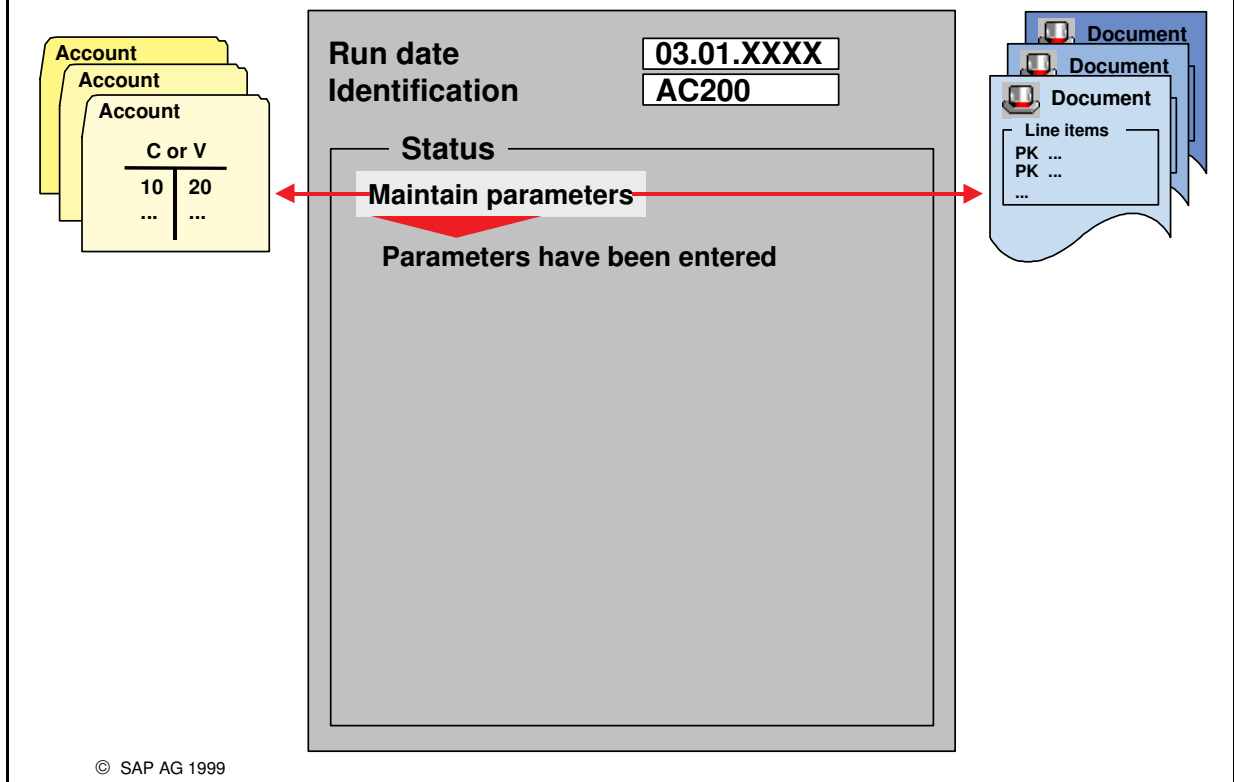 Account
Account
Account
C or V
10 20
... ...
Run date 03.01.XXXX
Identification AC200
Status
Maintain parameters
Parameters have been entered
Document
Document
Document
Line items
PK ...
PK ...
...
© SAP AG 1999